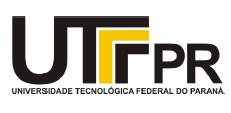 UTFPR
UNIVERSIDADE TECNOLÓGICA FEDERAL DO PARANÁ